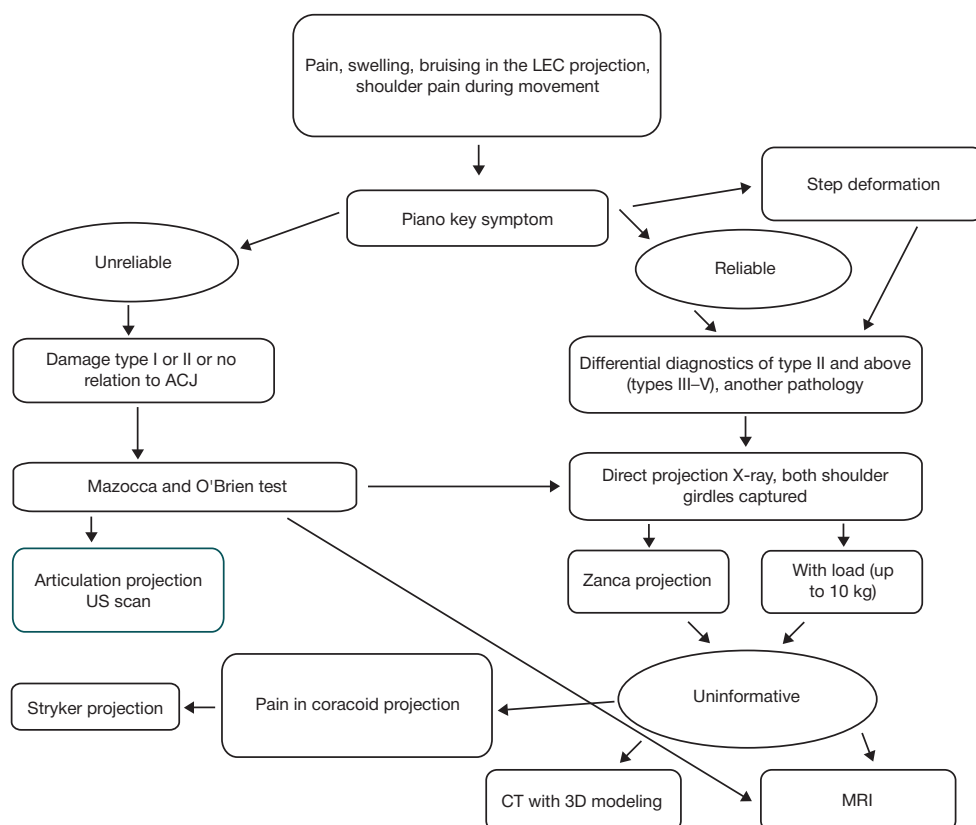 Pain, swelling, bruising in the LEC projection,
shoulder pain during movement
Step deformation
Piano key symptom
Unreliable
Reliable
Damage type I or II or no
relation to ACJ
Differential diagnostics of type II and above
(types III–V), another pathology
Mazocca and O'Brien test
Direct projection X-ray, both shoulder
girdles captured
Articulation projection
US scan
Zanca projection
With load (up
to 10 kg)
Stryker projection
Pain in coracoid projection
Uninformative
CT with 3D modeling
MRI